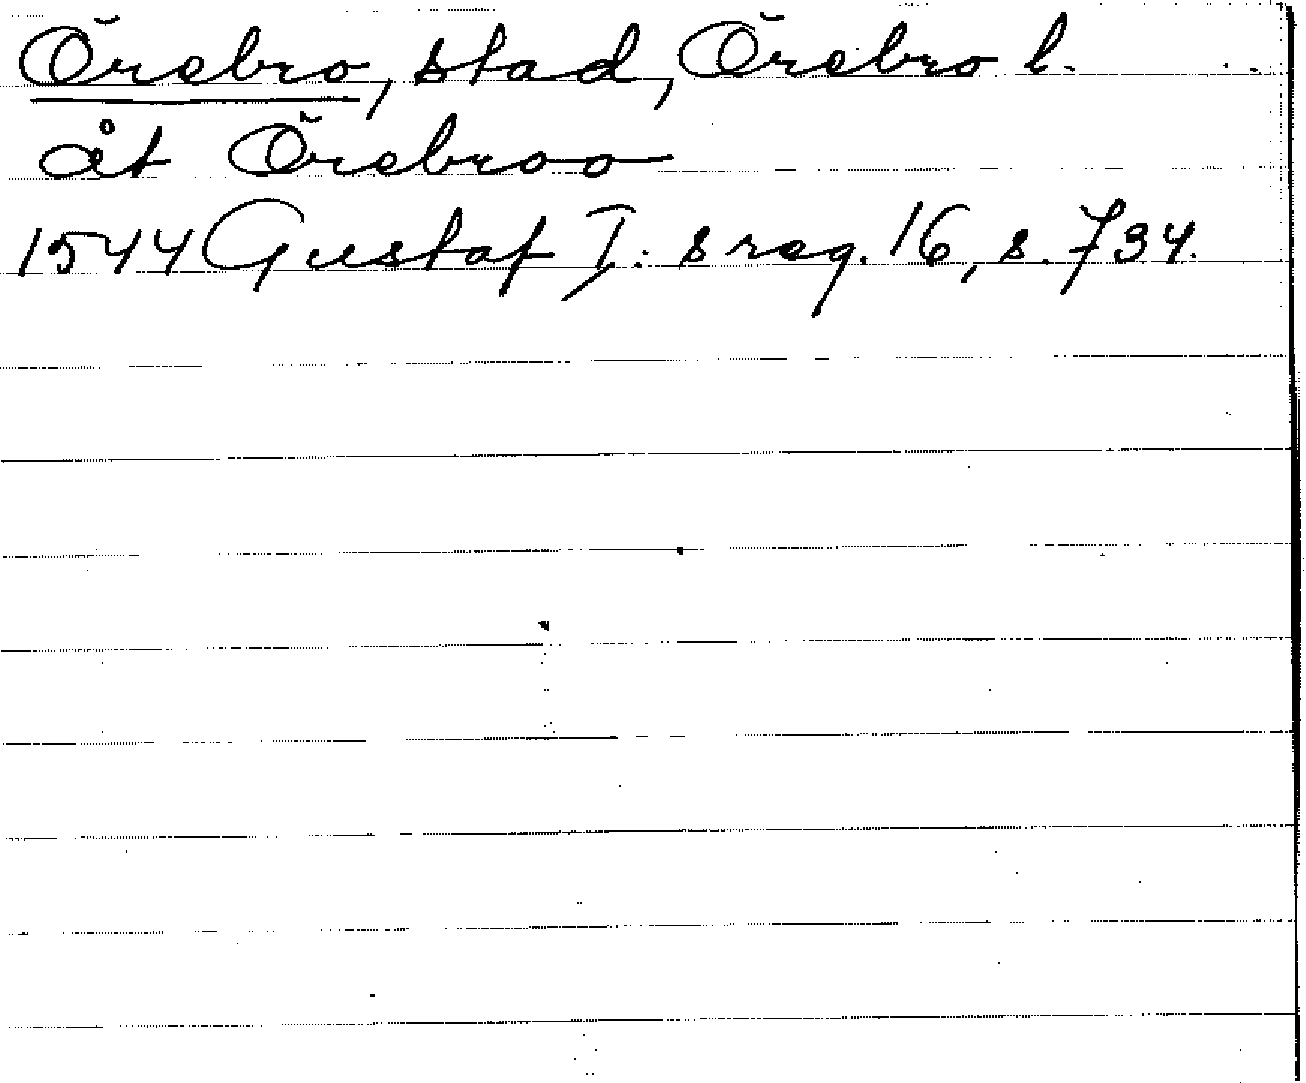 Örebro, stad, Örebro l.
åt Örebroo
1544 Gustaf I:s reg. 16, s. 734.